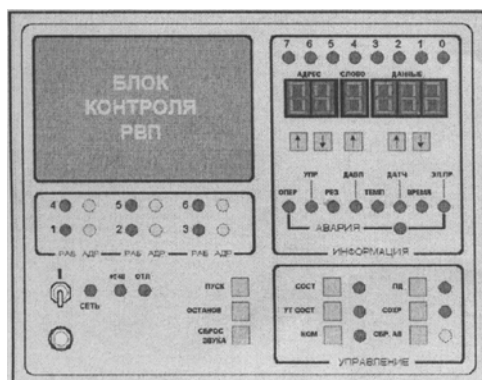 БЛОК
КОНТРОЛЯ
РВП
7 6 5 4 3 2 1 0
АДРЕС СЛОВО ДАННЫЕ
УПР ДАВЛ ДАТЧ ЭЛ.ПР
ОПЕР РЕЗ ТЕМП ВРЕМЯ
АВАРИЯ
ИНФОРМАЦИЯ
4 5 6
1 2 3
РАБ АДР РАБ АДР РАБ АДР
I
СЕТЬ ОТЛ
ПУСК
ОСТАНОВ
СБРОС
ЗВУКА
СОСТ ПД
УТ СОСТ СОХР
КОМ СБР. АВ
УПРАВЛЕНИЕ